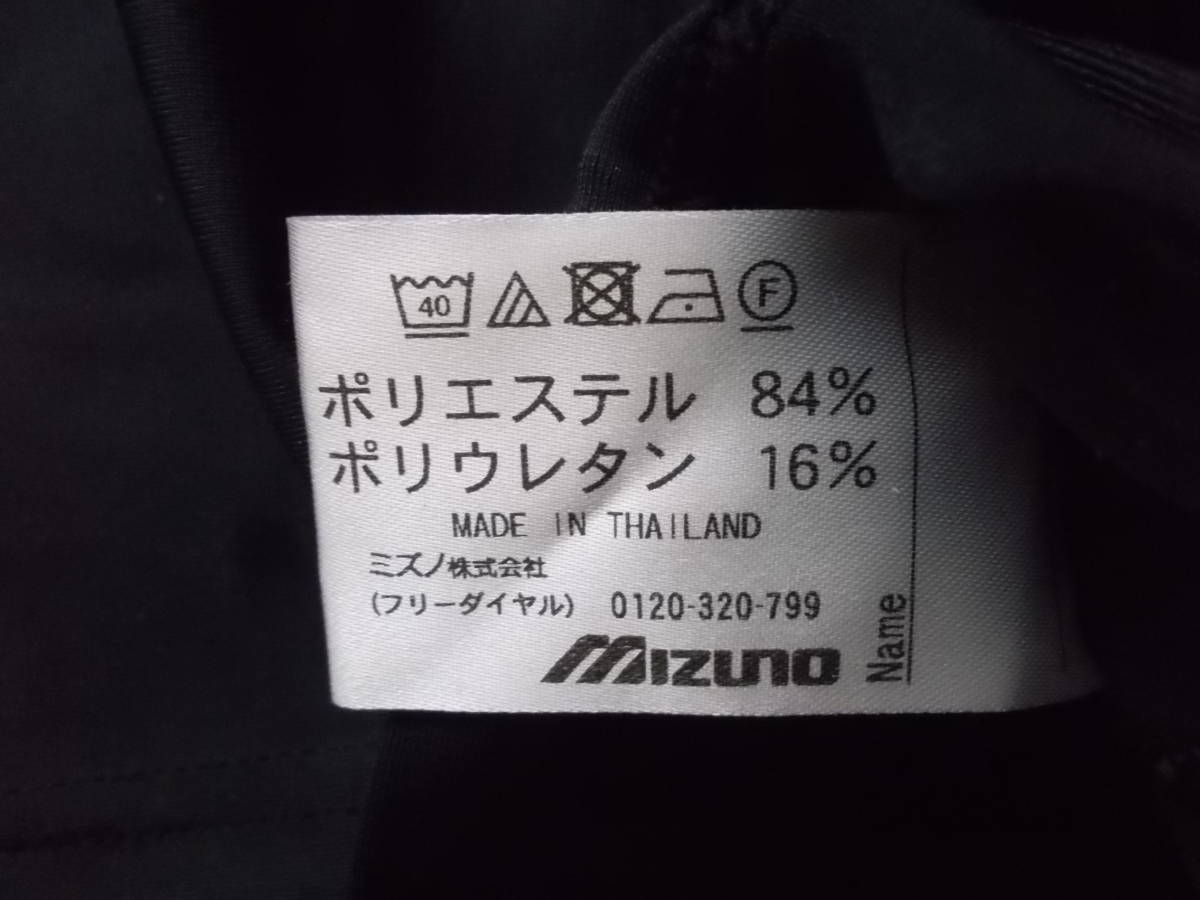 40 F
ポリエステル 84%
ポリウレタン 16%
MADE IN THAILAND
ミズノ株式会社
(フリーダイヤル) 0120-320-799
MIZUNO
Name